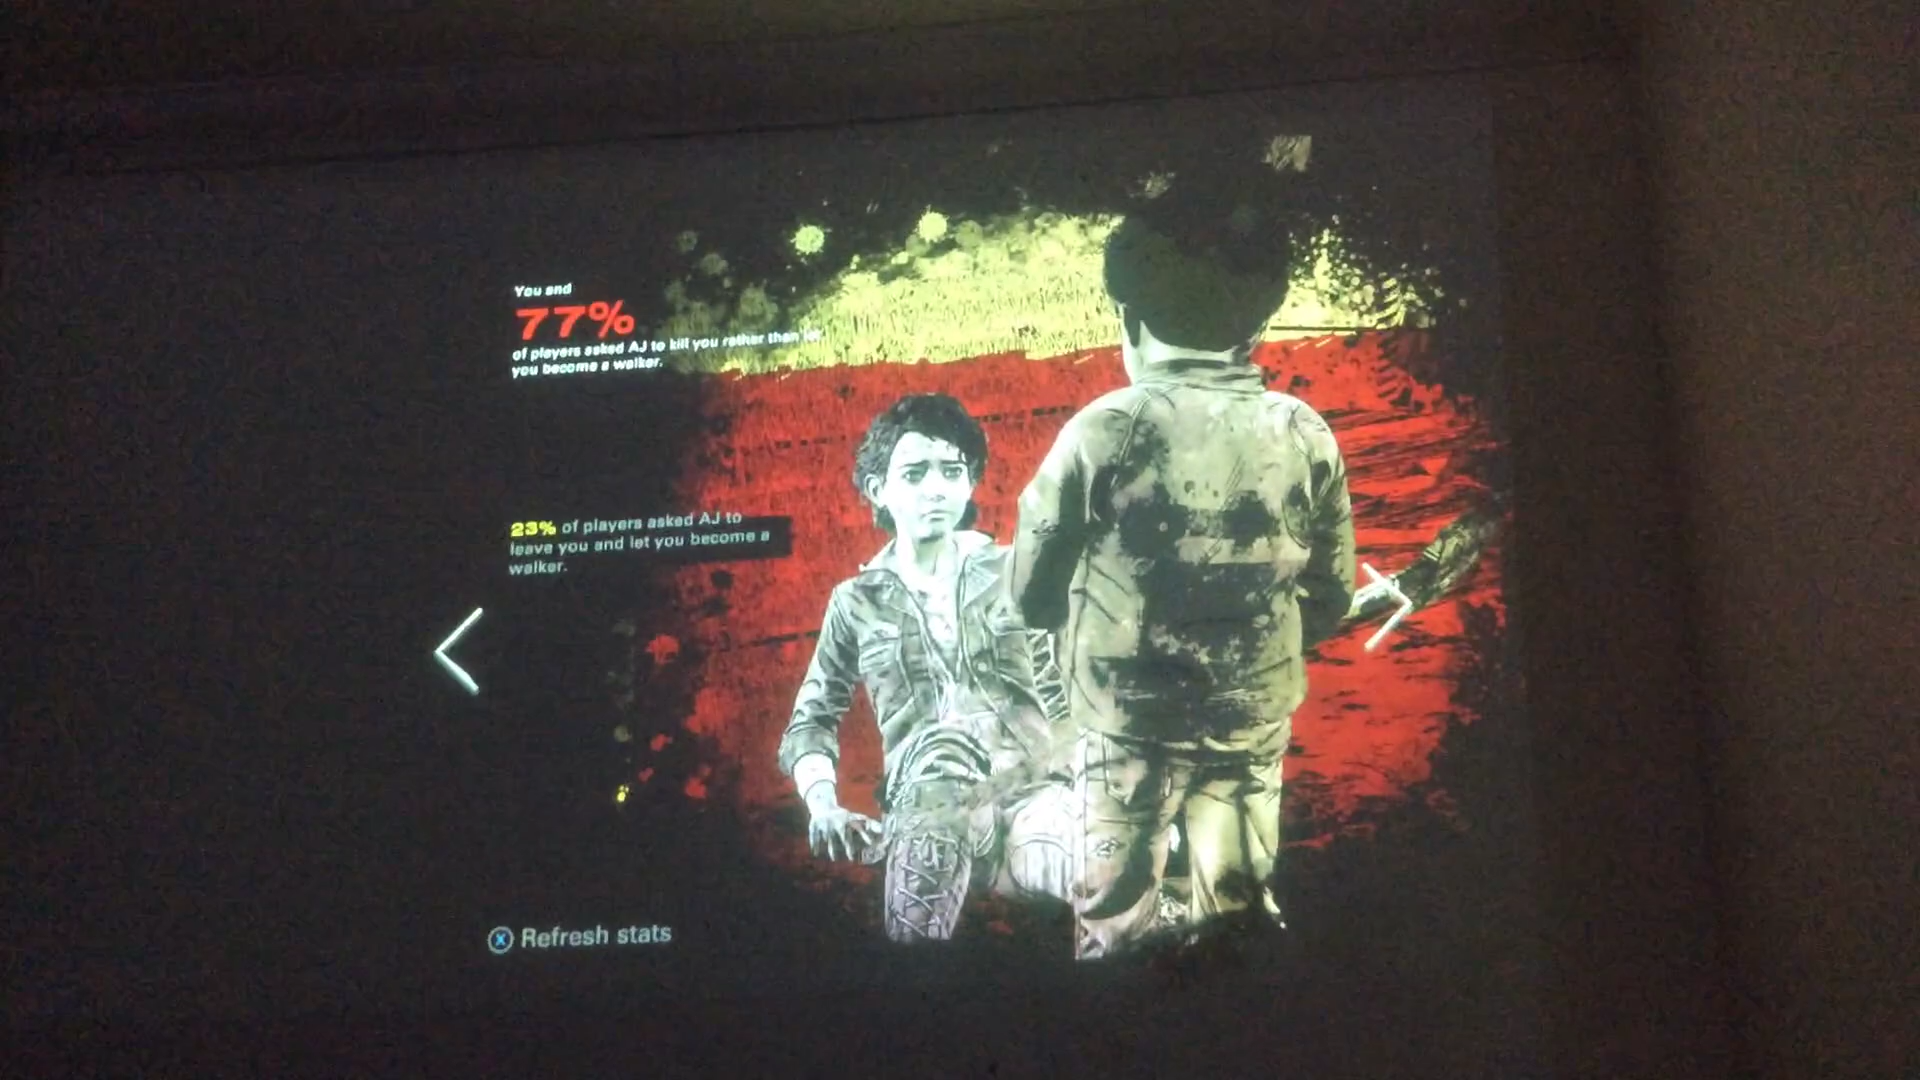 You and
77%
of players asked AJ to kill you rather than let
you become a walker.
23% of players asked AJ to
leave you and let you become a
walker.
X Refresh stats